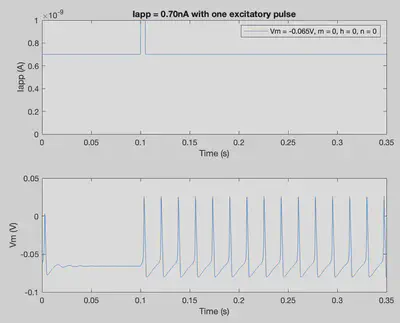 Iapp = 0.70nA with one excitatory pulse
×10⁻⁹
1
0.8
0.6
0.4
0.2
0
Iapp (A)
Vm = -0.065V, m = 0, h = 0, n = 0
0 0.05 0.1 0.15 0.2 0.25 0.3 0.35
Time (s)
0.05
0
-0.05
-0.1
Vm (V)
0 0.05 0.1 0.15 0.2 0.25 0.3 0.35
Time (s)